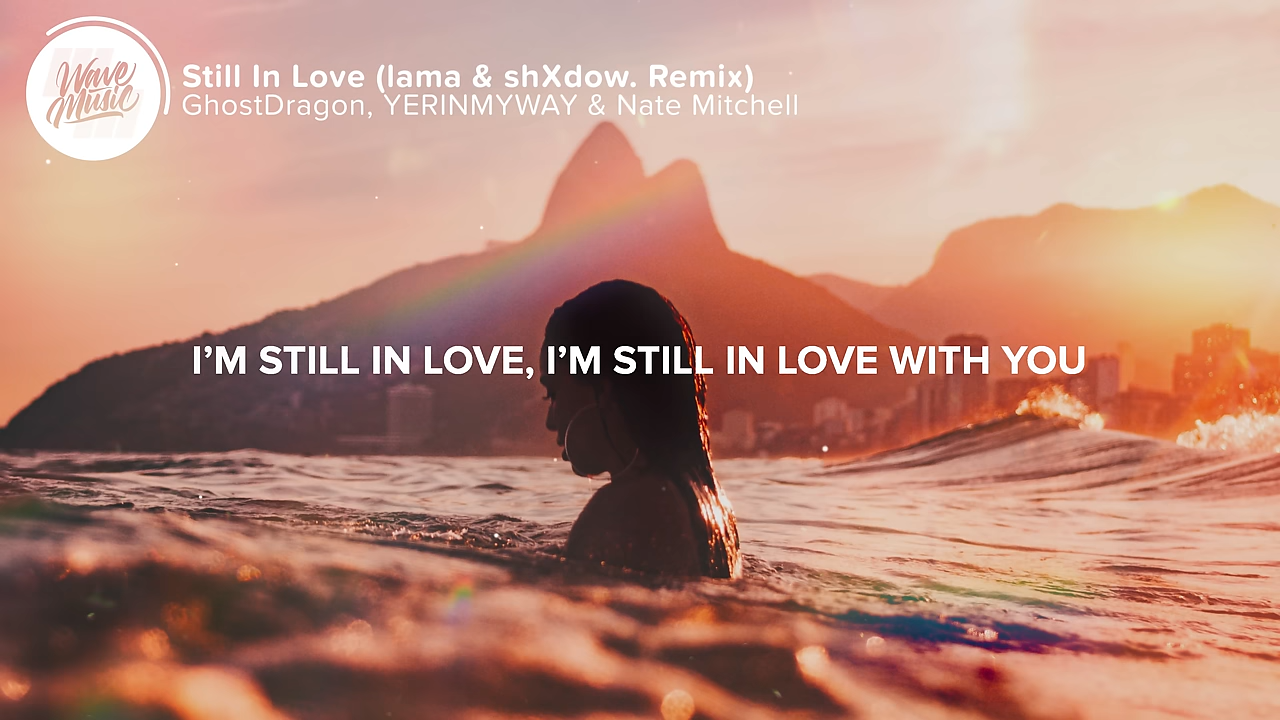 Wave
Music
Still In Love (lama & shXdow. Remix)
GhostDragon, YERINMYWAY & Nate Mitchell
I’M STILL IN LOVE, I’M STILL IN LOVE WITH YOU